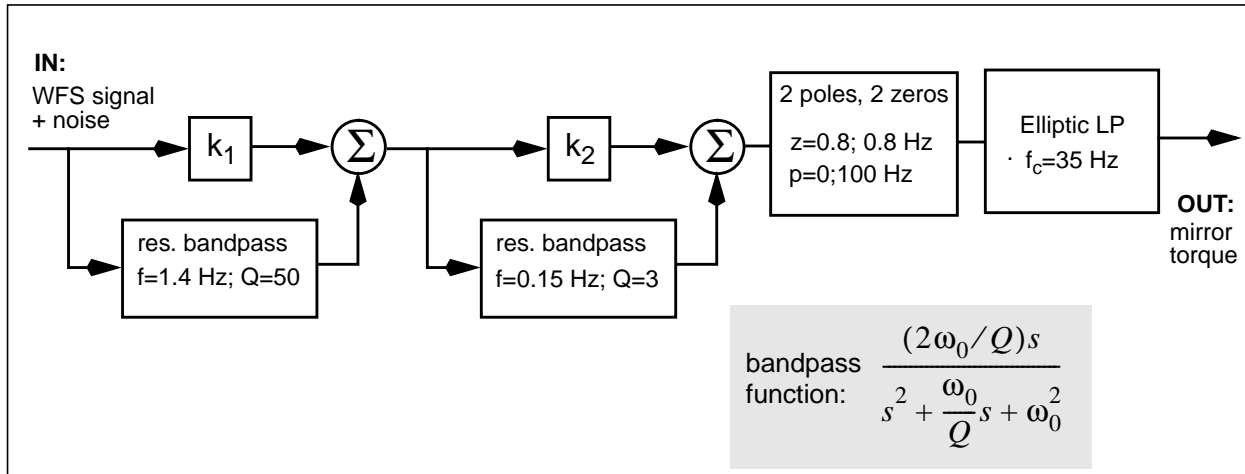 IN:
WFS signal
+ noise
k₁
Σ
res. bandpass
f=1.4 Hz; Q=50
k₂
Σ
res. bandpass
f=0.15 Hz; Q=3
2 poles, 2 zeros
z=0.8; 0.8 Hz
p=0;100 Hz
Elliptic LP
· f_c=35 Hz
OUT:
mirror
torque
bandpass
function:
(2ω₀/Q)s
s² + ω₀/Q s + ω₀²